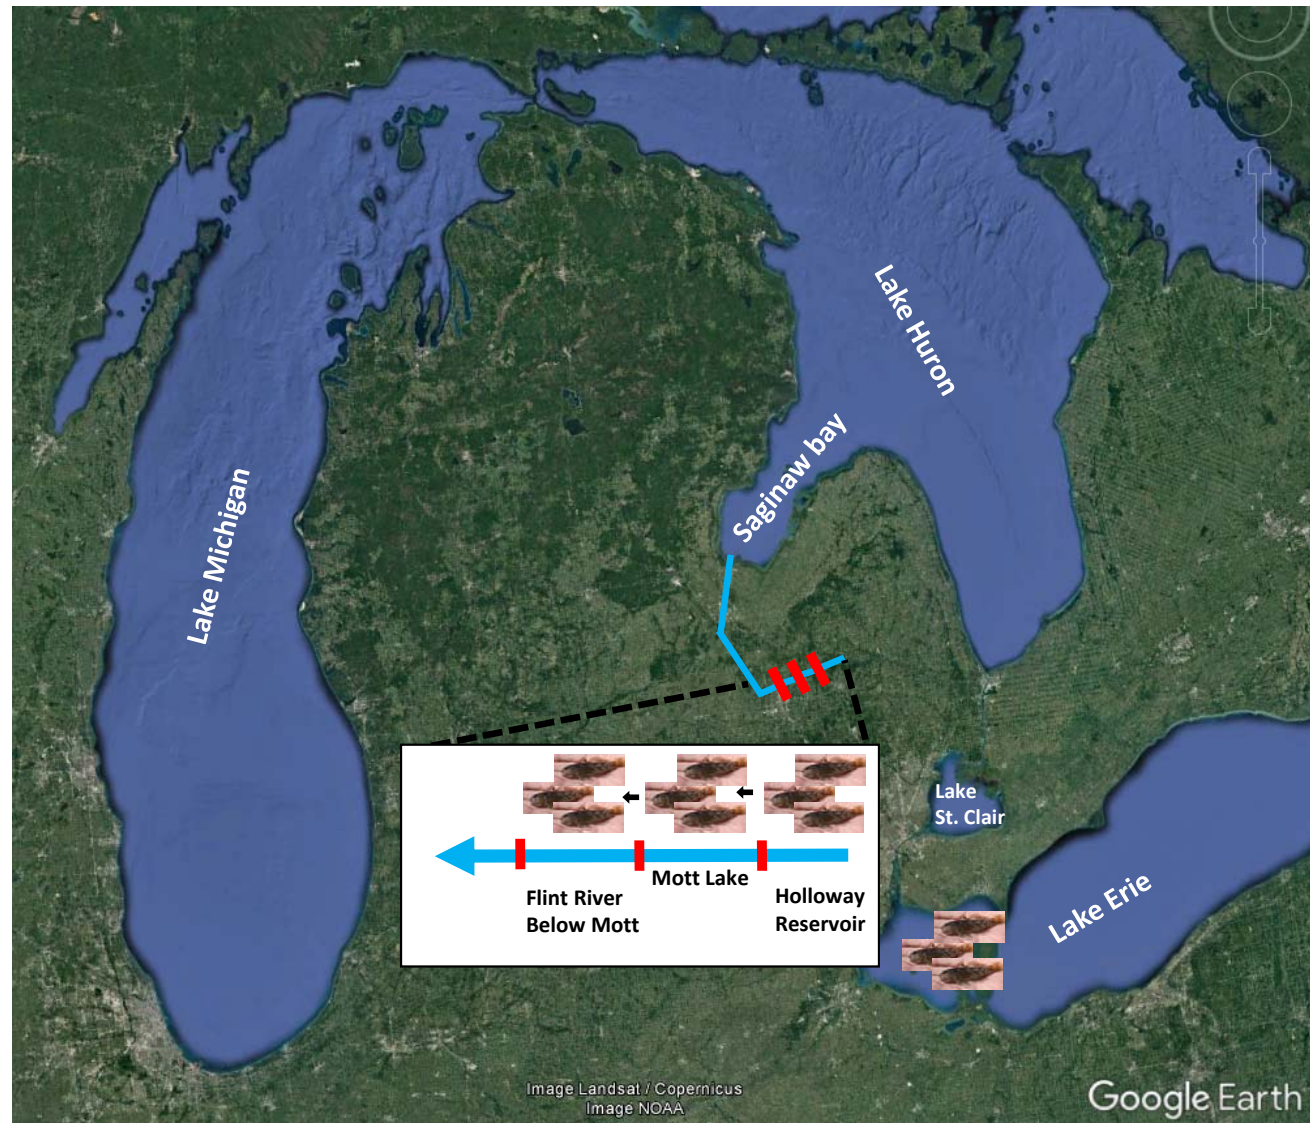 Lake Huron
Saginaw bay
Lake Michigan
Lake
St. Clair
Mott Lake
Flint River
Below Mott
Holloway
Reservoir
Lake Erie
Image Landsat / Copernicus
Image NOAA
Google Earth